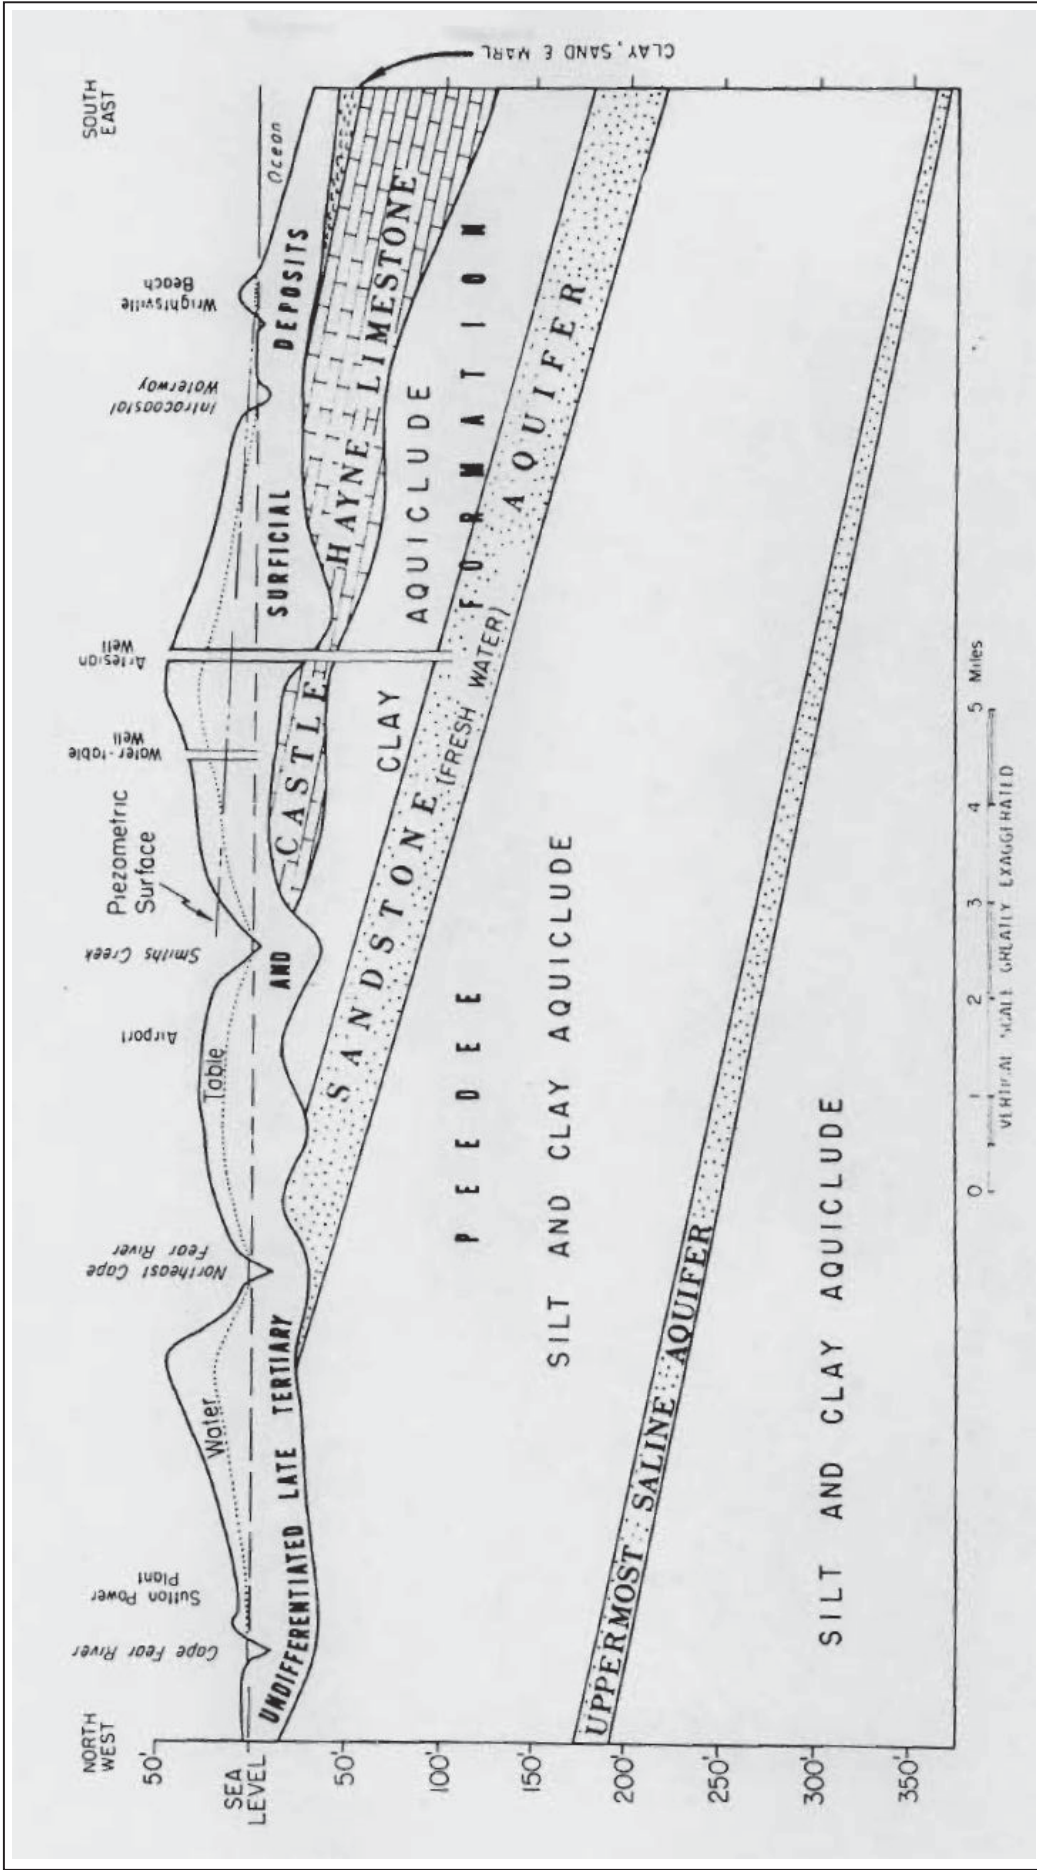 NORTH
WEST
SOUTH
EAST
Cape Fear River
Sutton Power
Plant
Northeast Cape
Fear River
Airport
Smiths Creek
Piezometric
Surface
Water-table
Well
Artesian
Well
Intracoastal
Waterway
Wrightsville
Beach
Ocean
CLAY, SAND & MARL
50'
SEA
LEVEL
50'
100'
150'
200'
250'
300'
350'
Water Table
UNDIFFERENTIATED LATE TERTIARY AND SURFICIAL DEPOSITS
CASTLE HAYNE LIMESTONE
CLAY AQUICLUDE
SANDSTONE AQUIFER
(FRESH WATER)
PEEDEE FORMATION
SILT AND CLAY AQUICLUDE
UPPERMOST SALINE AQUIFER
SILT AND CLAY AQUICLUDE
0 1 2 3 4 5 Miles
VERTICAL SCALE GREATLY EXAGGERATED